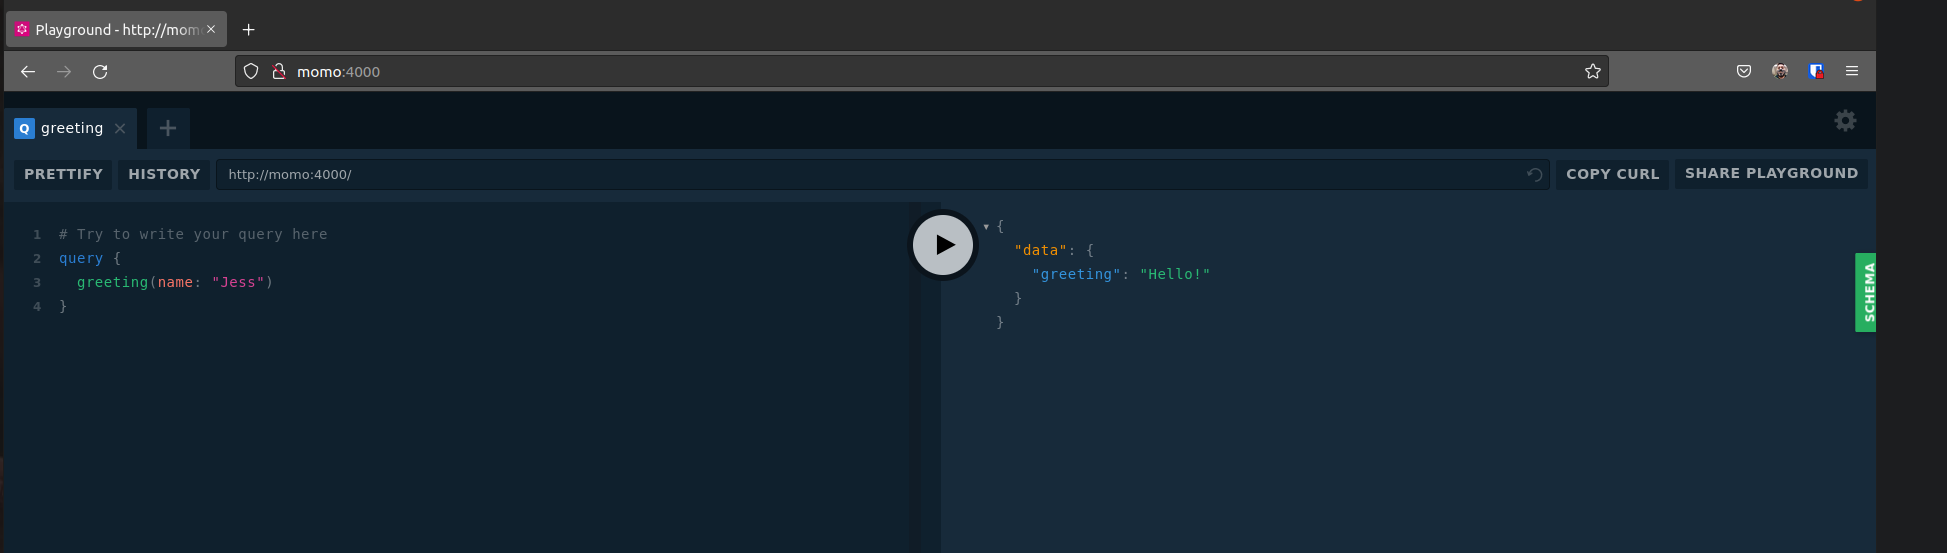 Playground - http://mom
momo:4000
Q greeting
PRETTIFY HISTORY http://momo:4000/ COPY CURL SHARE PLAYGROUND
1 # Try to write your query here
2 query {
3 greeting(name: "Jess")
4 }
{
"data": {
"greeting": "Hello!"
}
}
SCHEMA